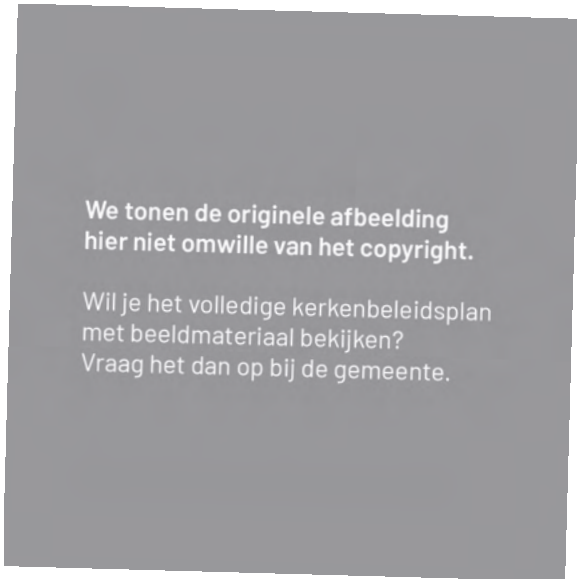 We tonen de originele afbeelding
hier niet omwille van het copyright.
Wil je het volledige kerkenbeleidsplan
met beeldmateriaal bekijken?
Vraag het dan op bij de gemeente.